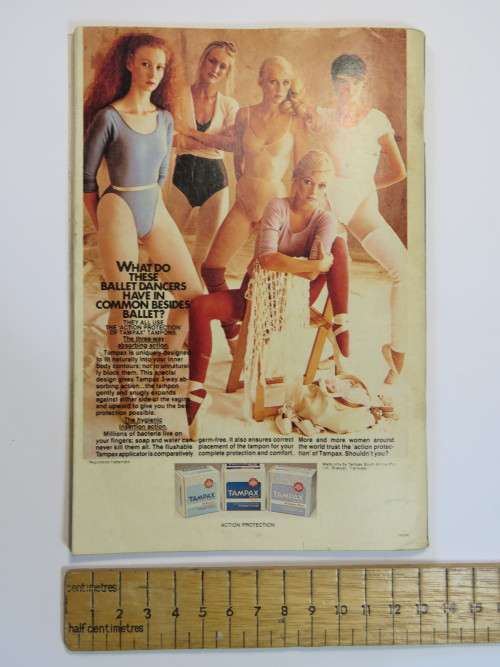 WHAT DO
THESE
BALLET DANCERS
HAVE IN
COMMON BESIDES
BALLET?
THEY ALL USE
THE 'ACTION PROTECTION'
OF TAMPAX TAMPONS.
The three-way
absorbing action.
Tampax is uniquely designed
to fit naturally into your inner
body contours; not to unnaturally
block them. This special
design gives Tampax 3-way ab-
sorbing action...the tampon
gently and snugly expands
against either side of the vagina
and upward to give you the best
protection possible.
The hygienic
insertion action.
Millions of bacteria live on
your fingers; soap and water can
never kill them all. The flushable
Tampax applicator is comparatively
germ-free. It also ensures correct
placement of the tampon for your
complete protection and comfort.
More and more women around
the world trust the 'action protec-
tion' of Tampax. Shouldn't you?
Registered Trademark
Made only by Tampax South Africa
TAMPAX
TAMPAX
TAMPAX
ACTION PROTECTION
centimetres
1 2 3 4 5 6 7 8 9 10 11 12 13 14 15
half centimetres